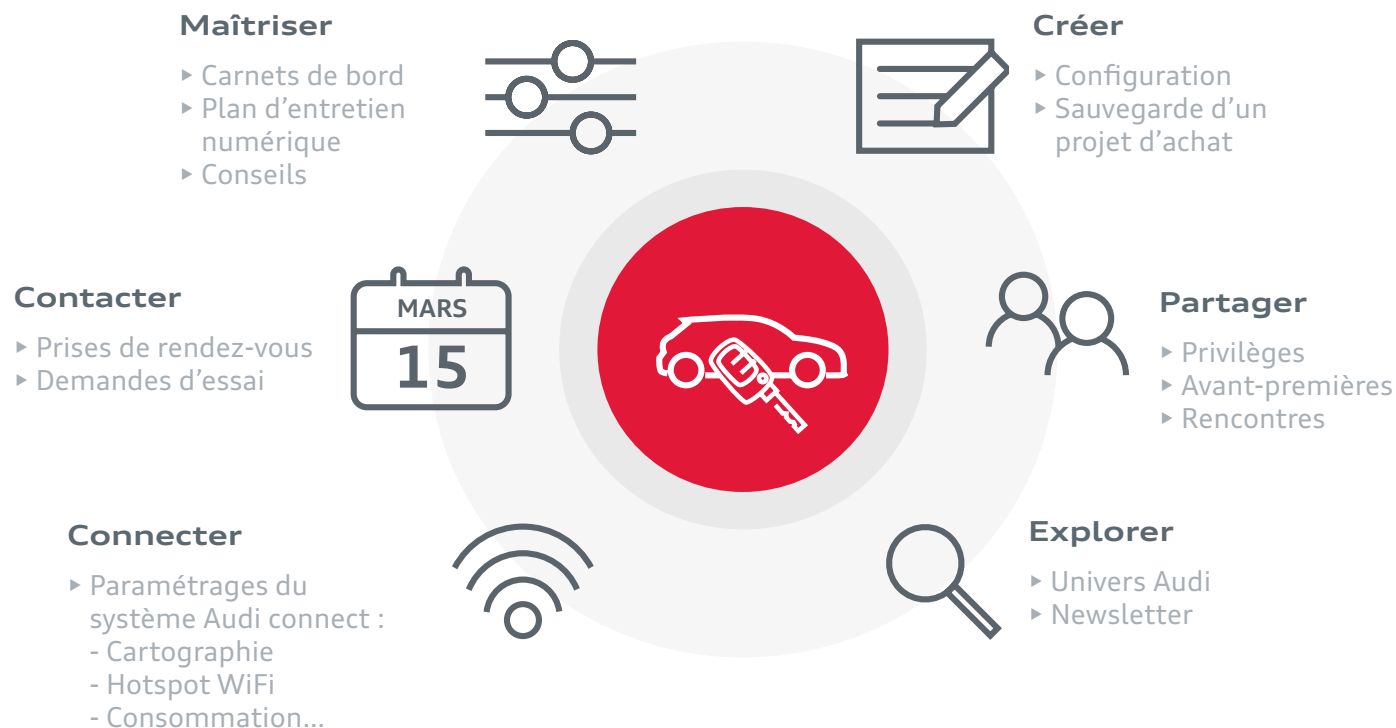 Maîtriser
▸ Carnets de bord
▸ Plan d’entretien
numérique
▸ Conseils
Créer
▸ Configuration
▸ Sauvegarde d’un
projet d’achat
Contacter
▸ Prises de rendez-vous
▸ Demandes d’essai
MARS
15
Partager
▸ Privilèges
▸ Avant-premières
▸ Rencontres
Connecter
▸ Paramétrages du
système Audi connect :
- Cartographie
- Hotspot WiFi
- Consommation...
Explorer
▸ Univers Audi
▸ Newsletter